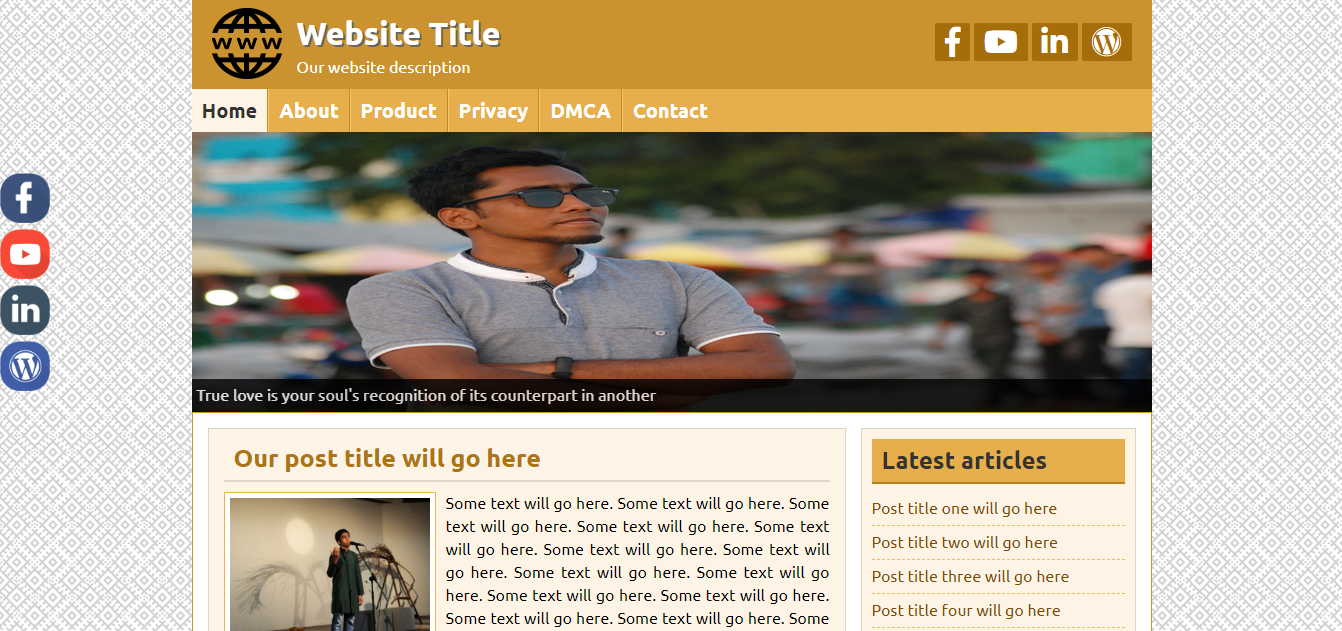 WWW
Website Title
Our website description
Home About Product Privacy DMCA Contact
True love is your soul's recognition of its counterpart in another
Our post title will go here
Some text will go here. Some text will go here. Some
text will go here. Some text will go here. Some text
will go here. Some text will go here. Some text will
go here. Some text will go here. Some text will go
here. Some text will go here. Some text will go here.
Some text will go here. Some text will go here. Some
Latest articles
Post title one will go here
Post title two will go here
Post title three will go here
Post title four will go here